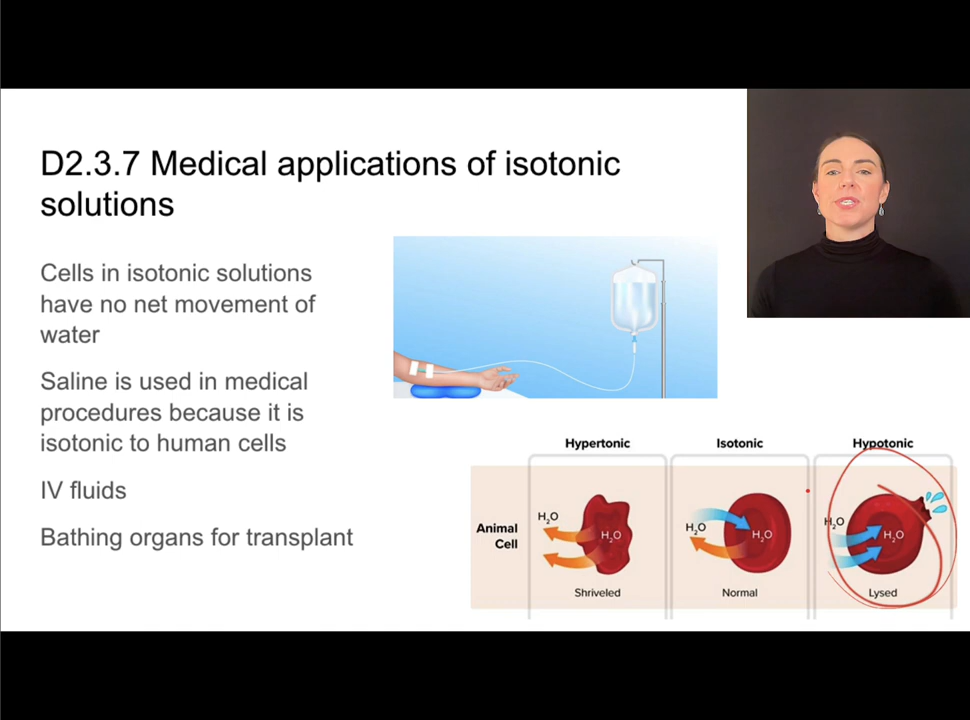 D2.3.7 Medical applications of isotonic
solutions
Cells in isotonic solutions
have no net movement of
water
Saline is used in medical
procedures because it is
isotonic to human cells
IV fluids
Bathing organs for transplant
Hypertonic
Isotonic
Hypotonic
Animal
Cell
H₂O
H₂O
H₂O
H₂O
H₂O
H₂O
Shriveled
Normal
Lysed